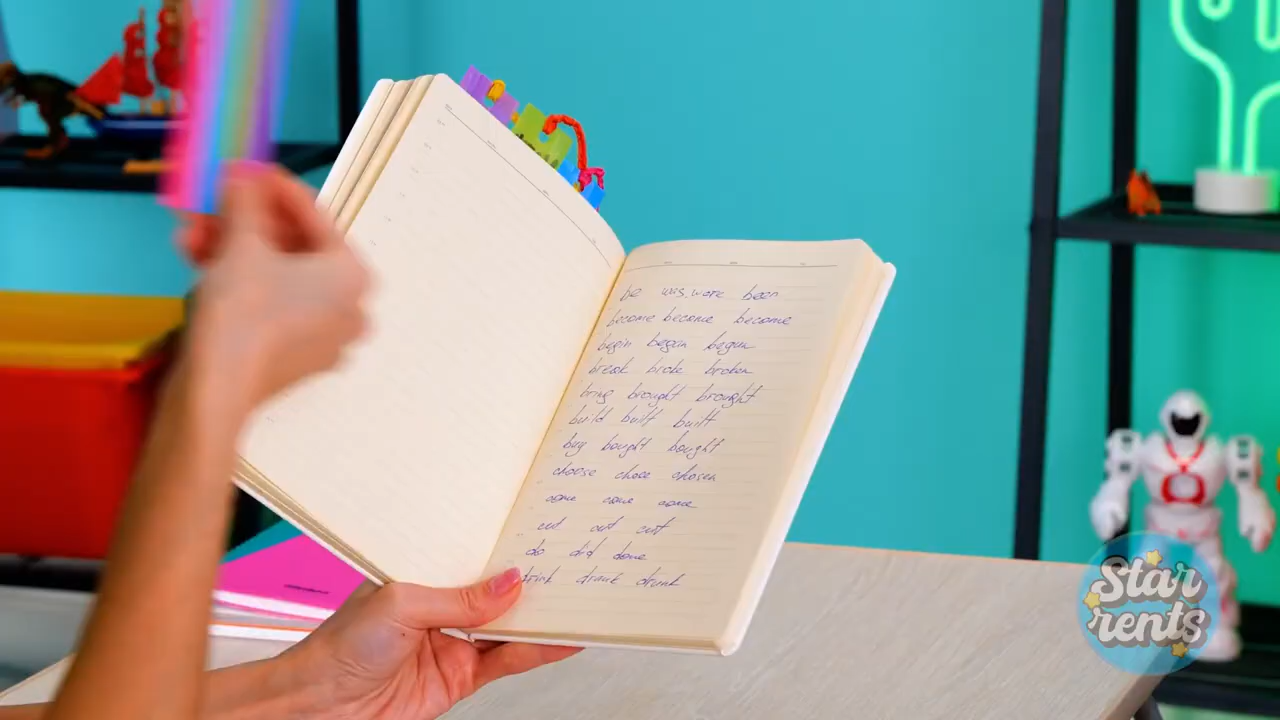 be was, were been
become became become
begin began begun
break broke broken
bring brought brought
build built built
buy bought bought
choose chose chosen
come came come
cut cut cut
do did done
drink drank drunk
Star
rents